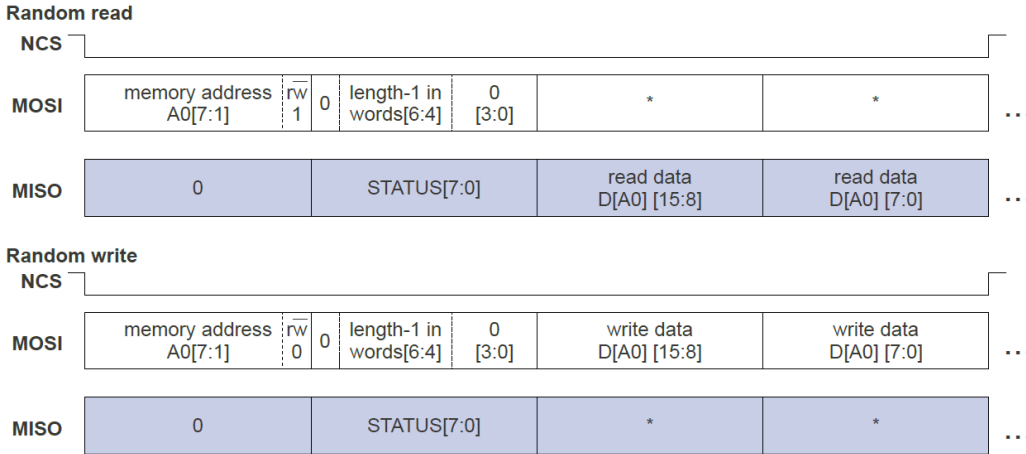 Random read
NCS
MOSI
memory address rw 0 length-1 in 0 * *
A0[7:1] 1 words[6:4] [3:0] ..
MISO
0 STATUS[7:0] read data read data
D[A0] [15:8] D[A0] [7:0] ..
Random write
NCS
MOSI
memory address rw 0 length-1 in 0 write data write data
A0[7:1] 0 words[6:4] [3:0] D[A0] [15:8] D[A0] [7:0] ..
MISO
0 STATUS[7:0] * * ..